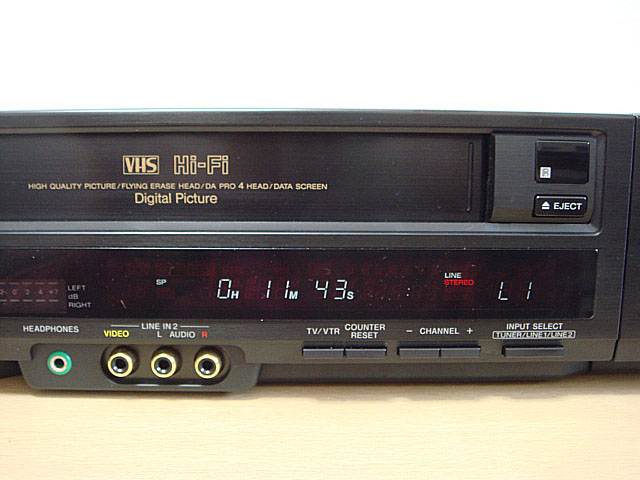 VHS Hi-Fi
HIGH QUALITY PICTURE/FLYING ERASE HEAD/DA PRO 4 HEAD/DATA SCREEN
Digital Picture
R
EJECT
LEFT
dB
RIGHT
SP
0H 11M 43S
LINE
STEREO
L1
HEADPHONES
LINE IN 2
VIDEO L AUDIO R
TV/VTR
COUNTER
RESET
− CHANNEL +
INPUT SELECT
TUNER/LINE1/LINE2